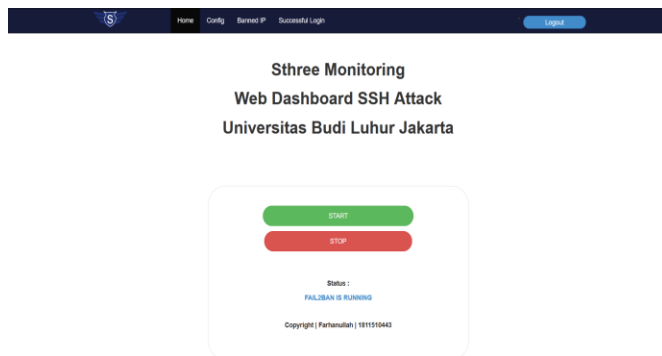 S
Home Config Banned IP Successful Login Logout
Sthree Monitoring
Web Dashboard SSH Attack
Universitas Budi Luhur Jakarta
START
STOP
Status :
FAIL2BAN IS RUNNING
Copyright | Farhanullah | 1811510443